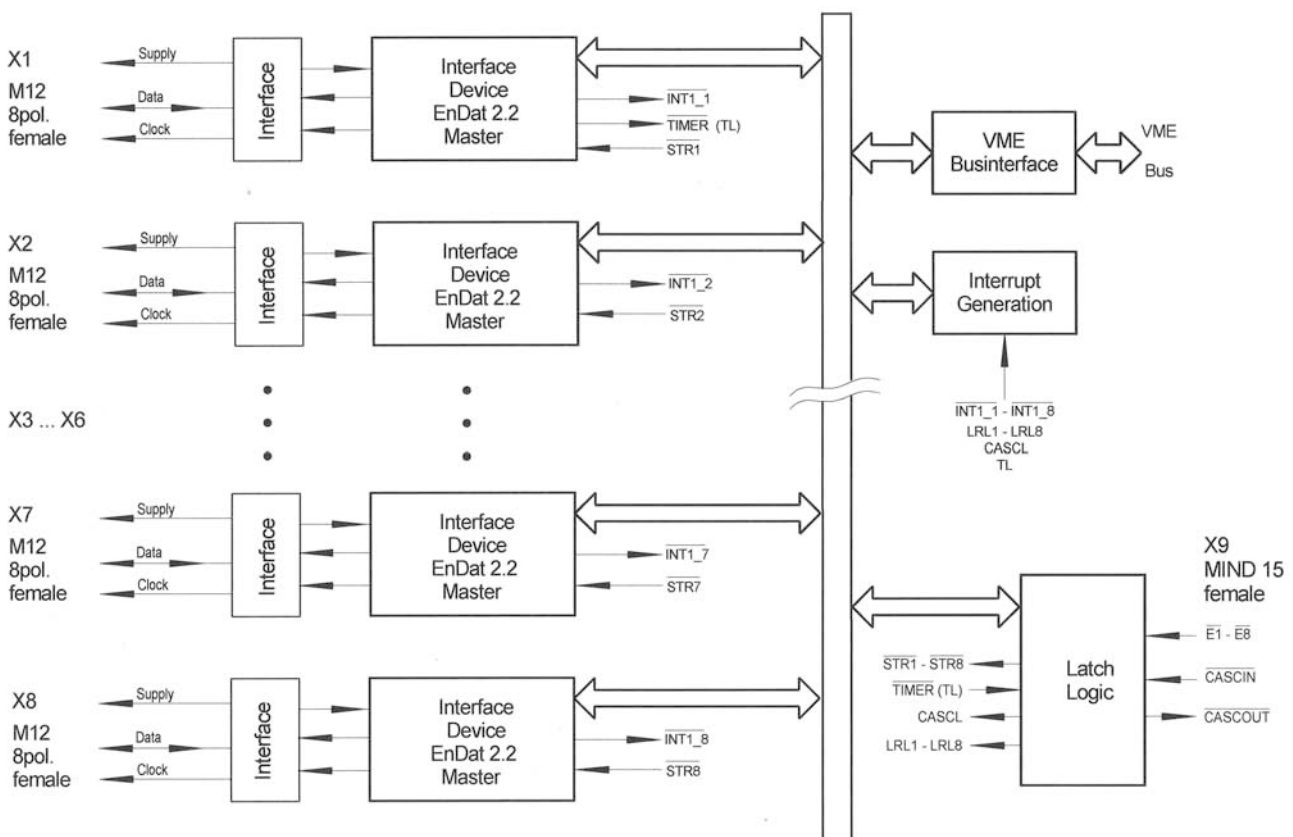 X1
M12
8pol.
female
Supply
Data
Clock
Interface
Interface
Device
EnDat 2.2
Master
INT1_1
TIMER (TL)
STR1
X2
M12
8pol.
female
Supply
Data
Clock
Interface
Interface
Device
EnDat 2.2
Master
INT1_2
STR2
X3 ... X6
X7
M12
8pol.
female
Supply
Data
Clock
Interface
Interface
Device
EnDat 2.2
Master
INT1_7
STR7
X8
M12
8pol.
female
Supply
Data
Clock
Interface
Interface
Device
EnDat 2.2
Master
INT1_8
STR8
VME
Businterface
VME
Bus
Interrupt
Generation
INT1_1 - INT1_8
LRL1 - LRL8
CASCL
TL
X9
MIND 15
female
STR1 - STR8
TIMER (TL)
CASCL
LRL1 - LRL8
Latch
Logic
E1 - E8
CASCIN
CASCOUT